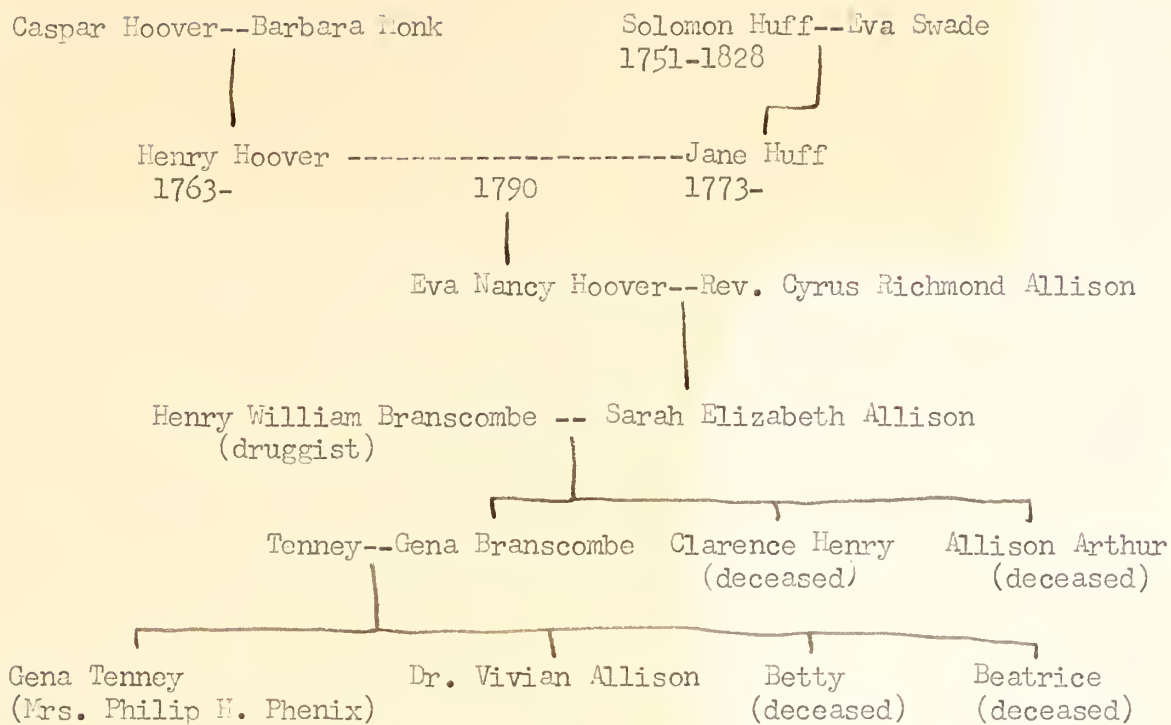 Caspar Hoover--Barbara Monk Solomon Huff--Eva Swade
1751-1828
Henry Hoover --------------------Jane Huff
1763- 1790 1773-
Eva Nancy Hoover--Rev. Cyrus Richmond Allison
Henry William Branscombe -- Sarah Elizabeth Allison
(druggist)
Tenney--Gena Branscombe Clarence Henry Allison Arthur
(deceased) (deceased)
Gena Tenney Dr. Vivian Allison Betty Beatrice
(Mrs. Philip H. Phenix) (deceased) (deceased)